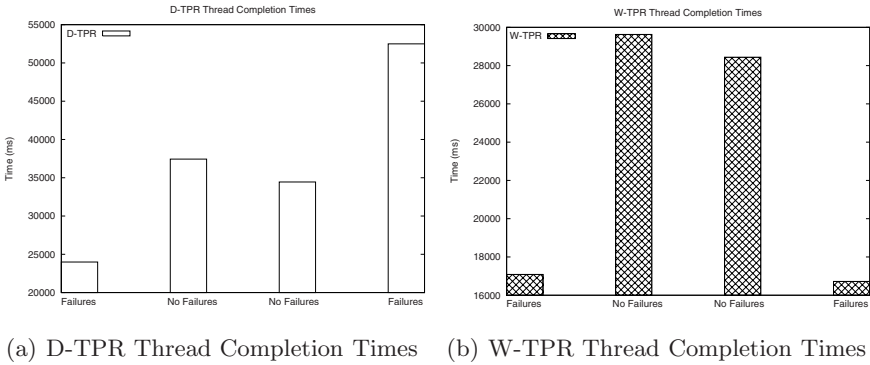 D-TPR Thread Completion Times
55000
D-TPR
50000
45000
40000
35000
30000
25000
20000
Time (ms)
Failures No Failures No Failures Failures
(a) D-TPR Thread Completion Times
W-TPR Thread Completion Times
30000
W-TPR
28000
26000
24000
22000
20000
18000
16000
Time (ms)
Failures No Failures No Failures Failures
(b) W-TPR Thread Completion Times